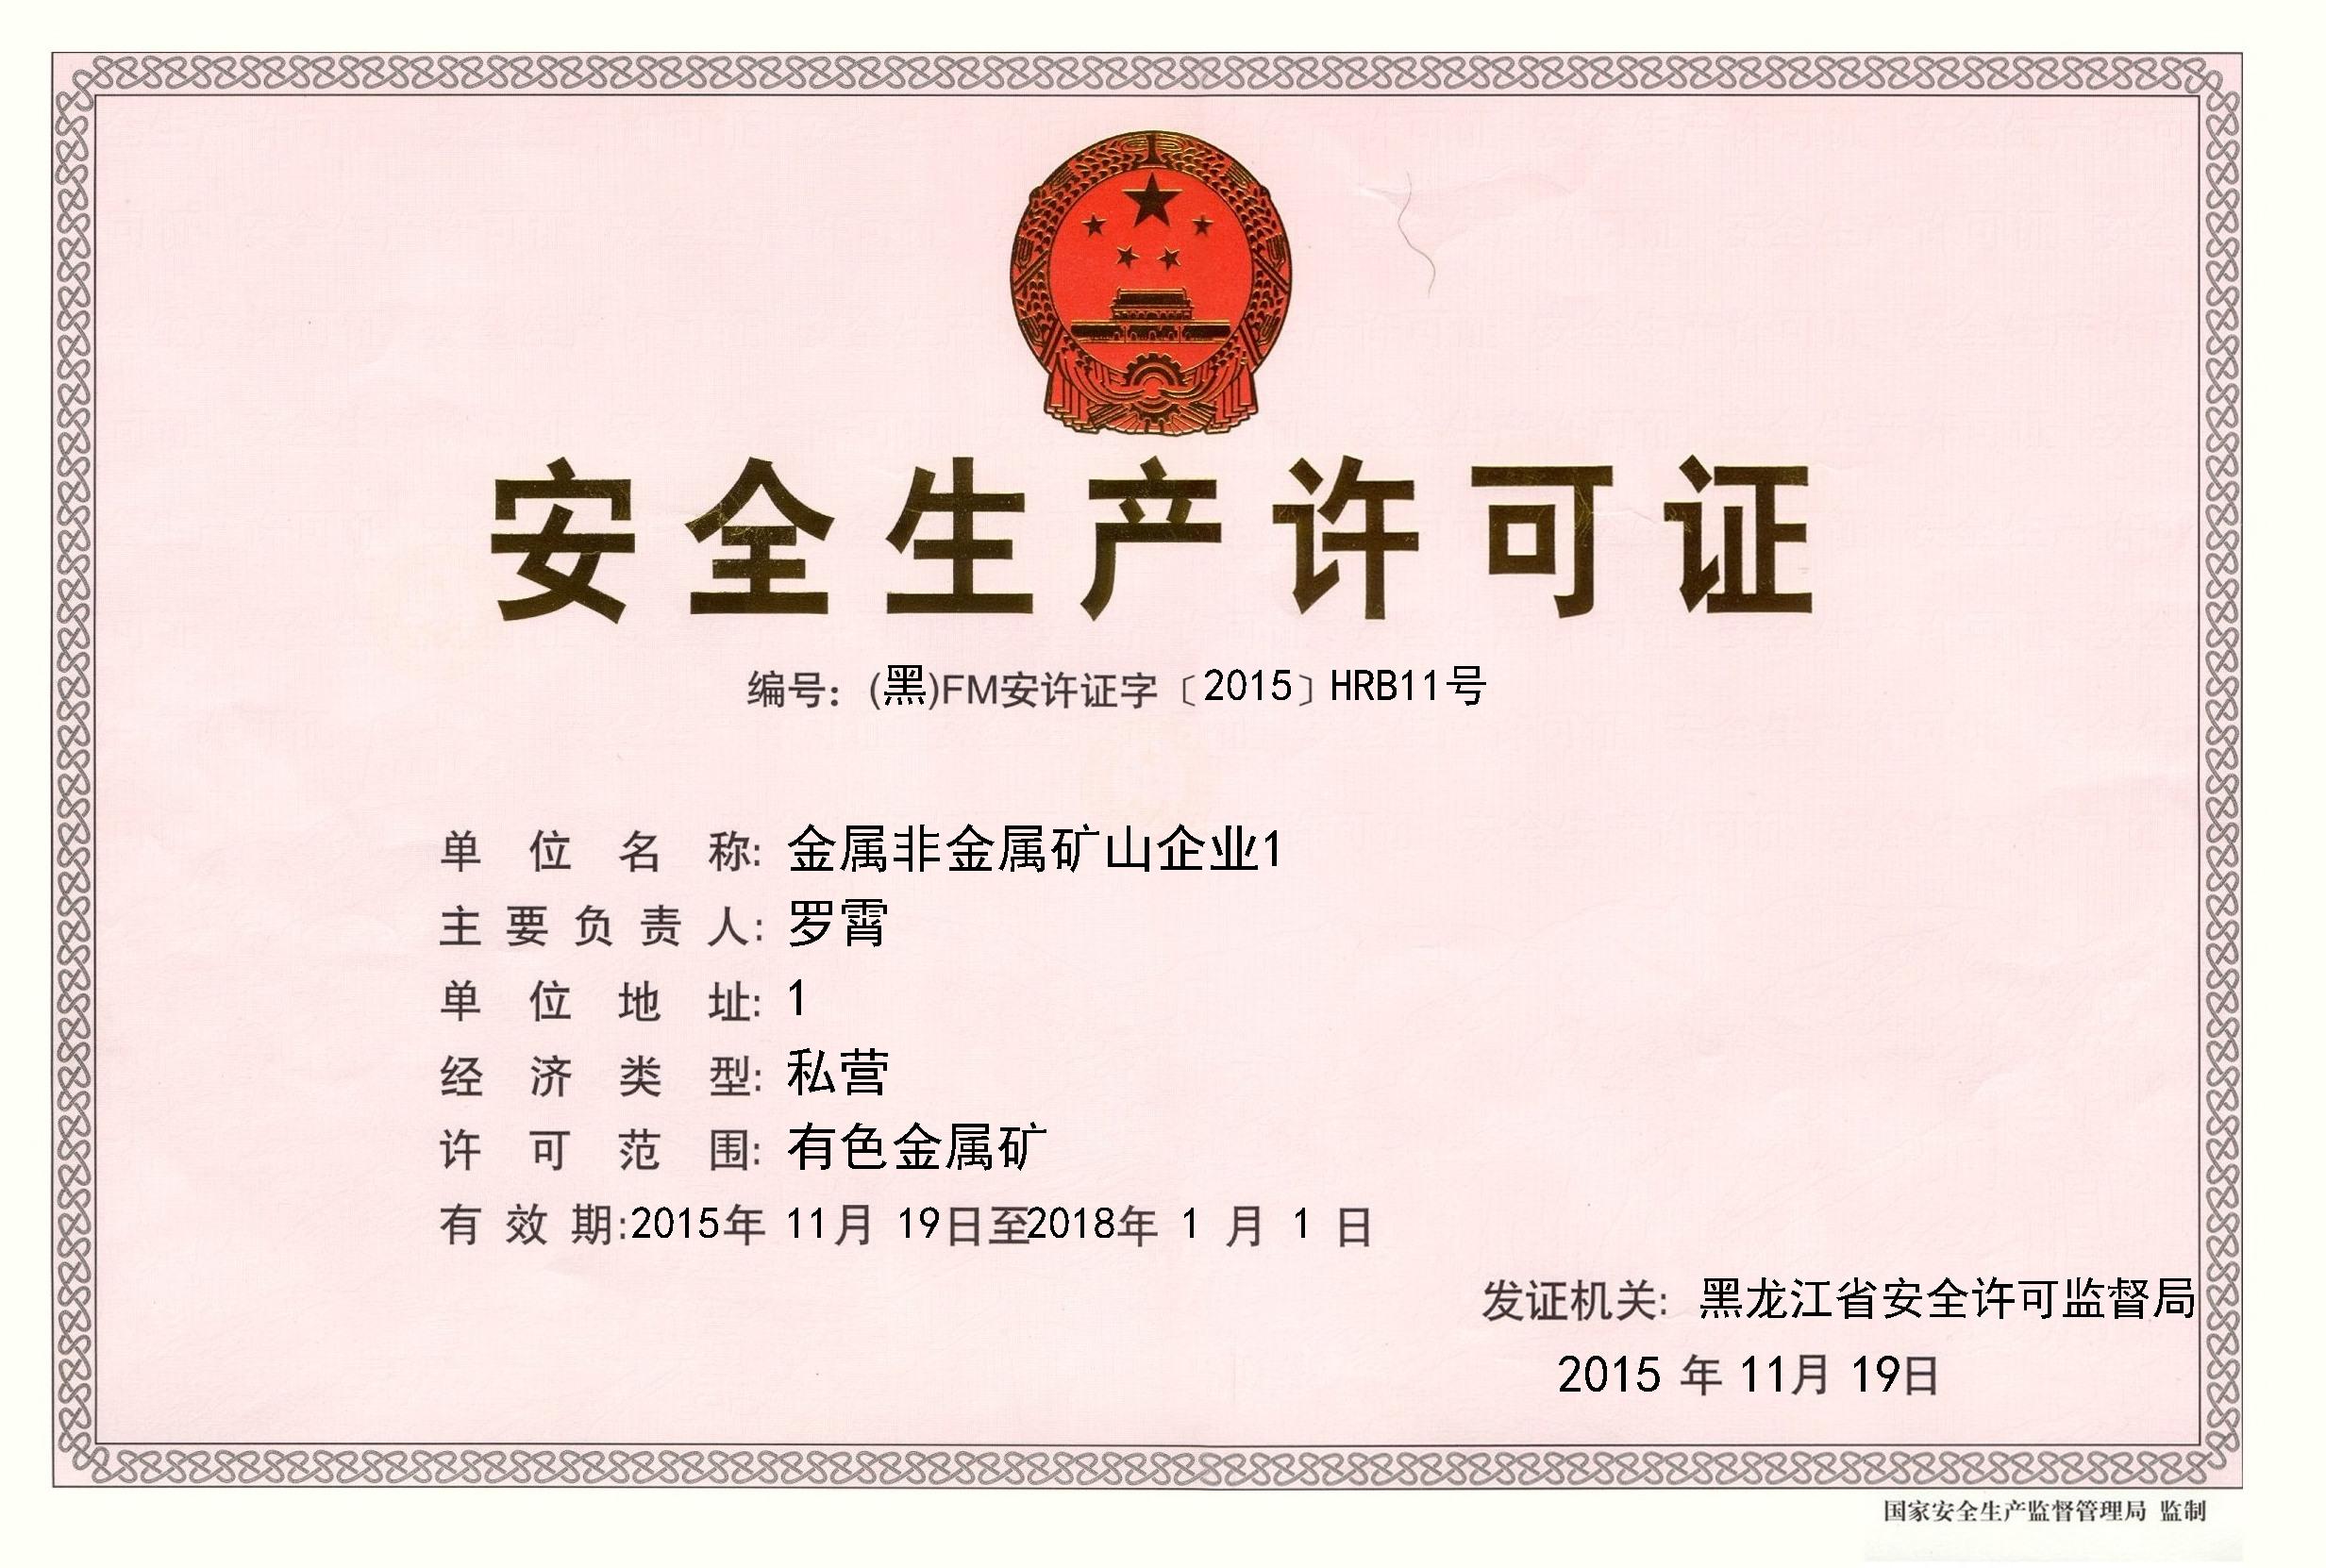 安全生产许可证
编号：(黑)FM安许证字〔2015〕HRB11号
单位名称：金属非金属矿山企业1
主要负责人：罗霄
单位地址：1
经济类型：私营
许可范围：有色金属矿
有效期：2015年 11月 19日至2018年 1 月 1 日
发证机关：黑龙江省安全许可监督局
2015 年 11月 19日
国家安全生产监督管理局 监制